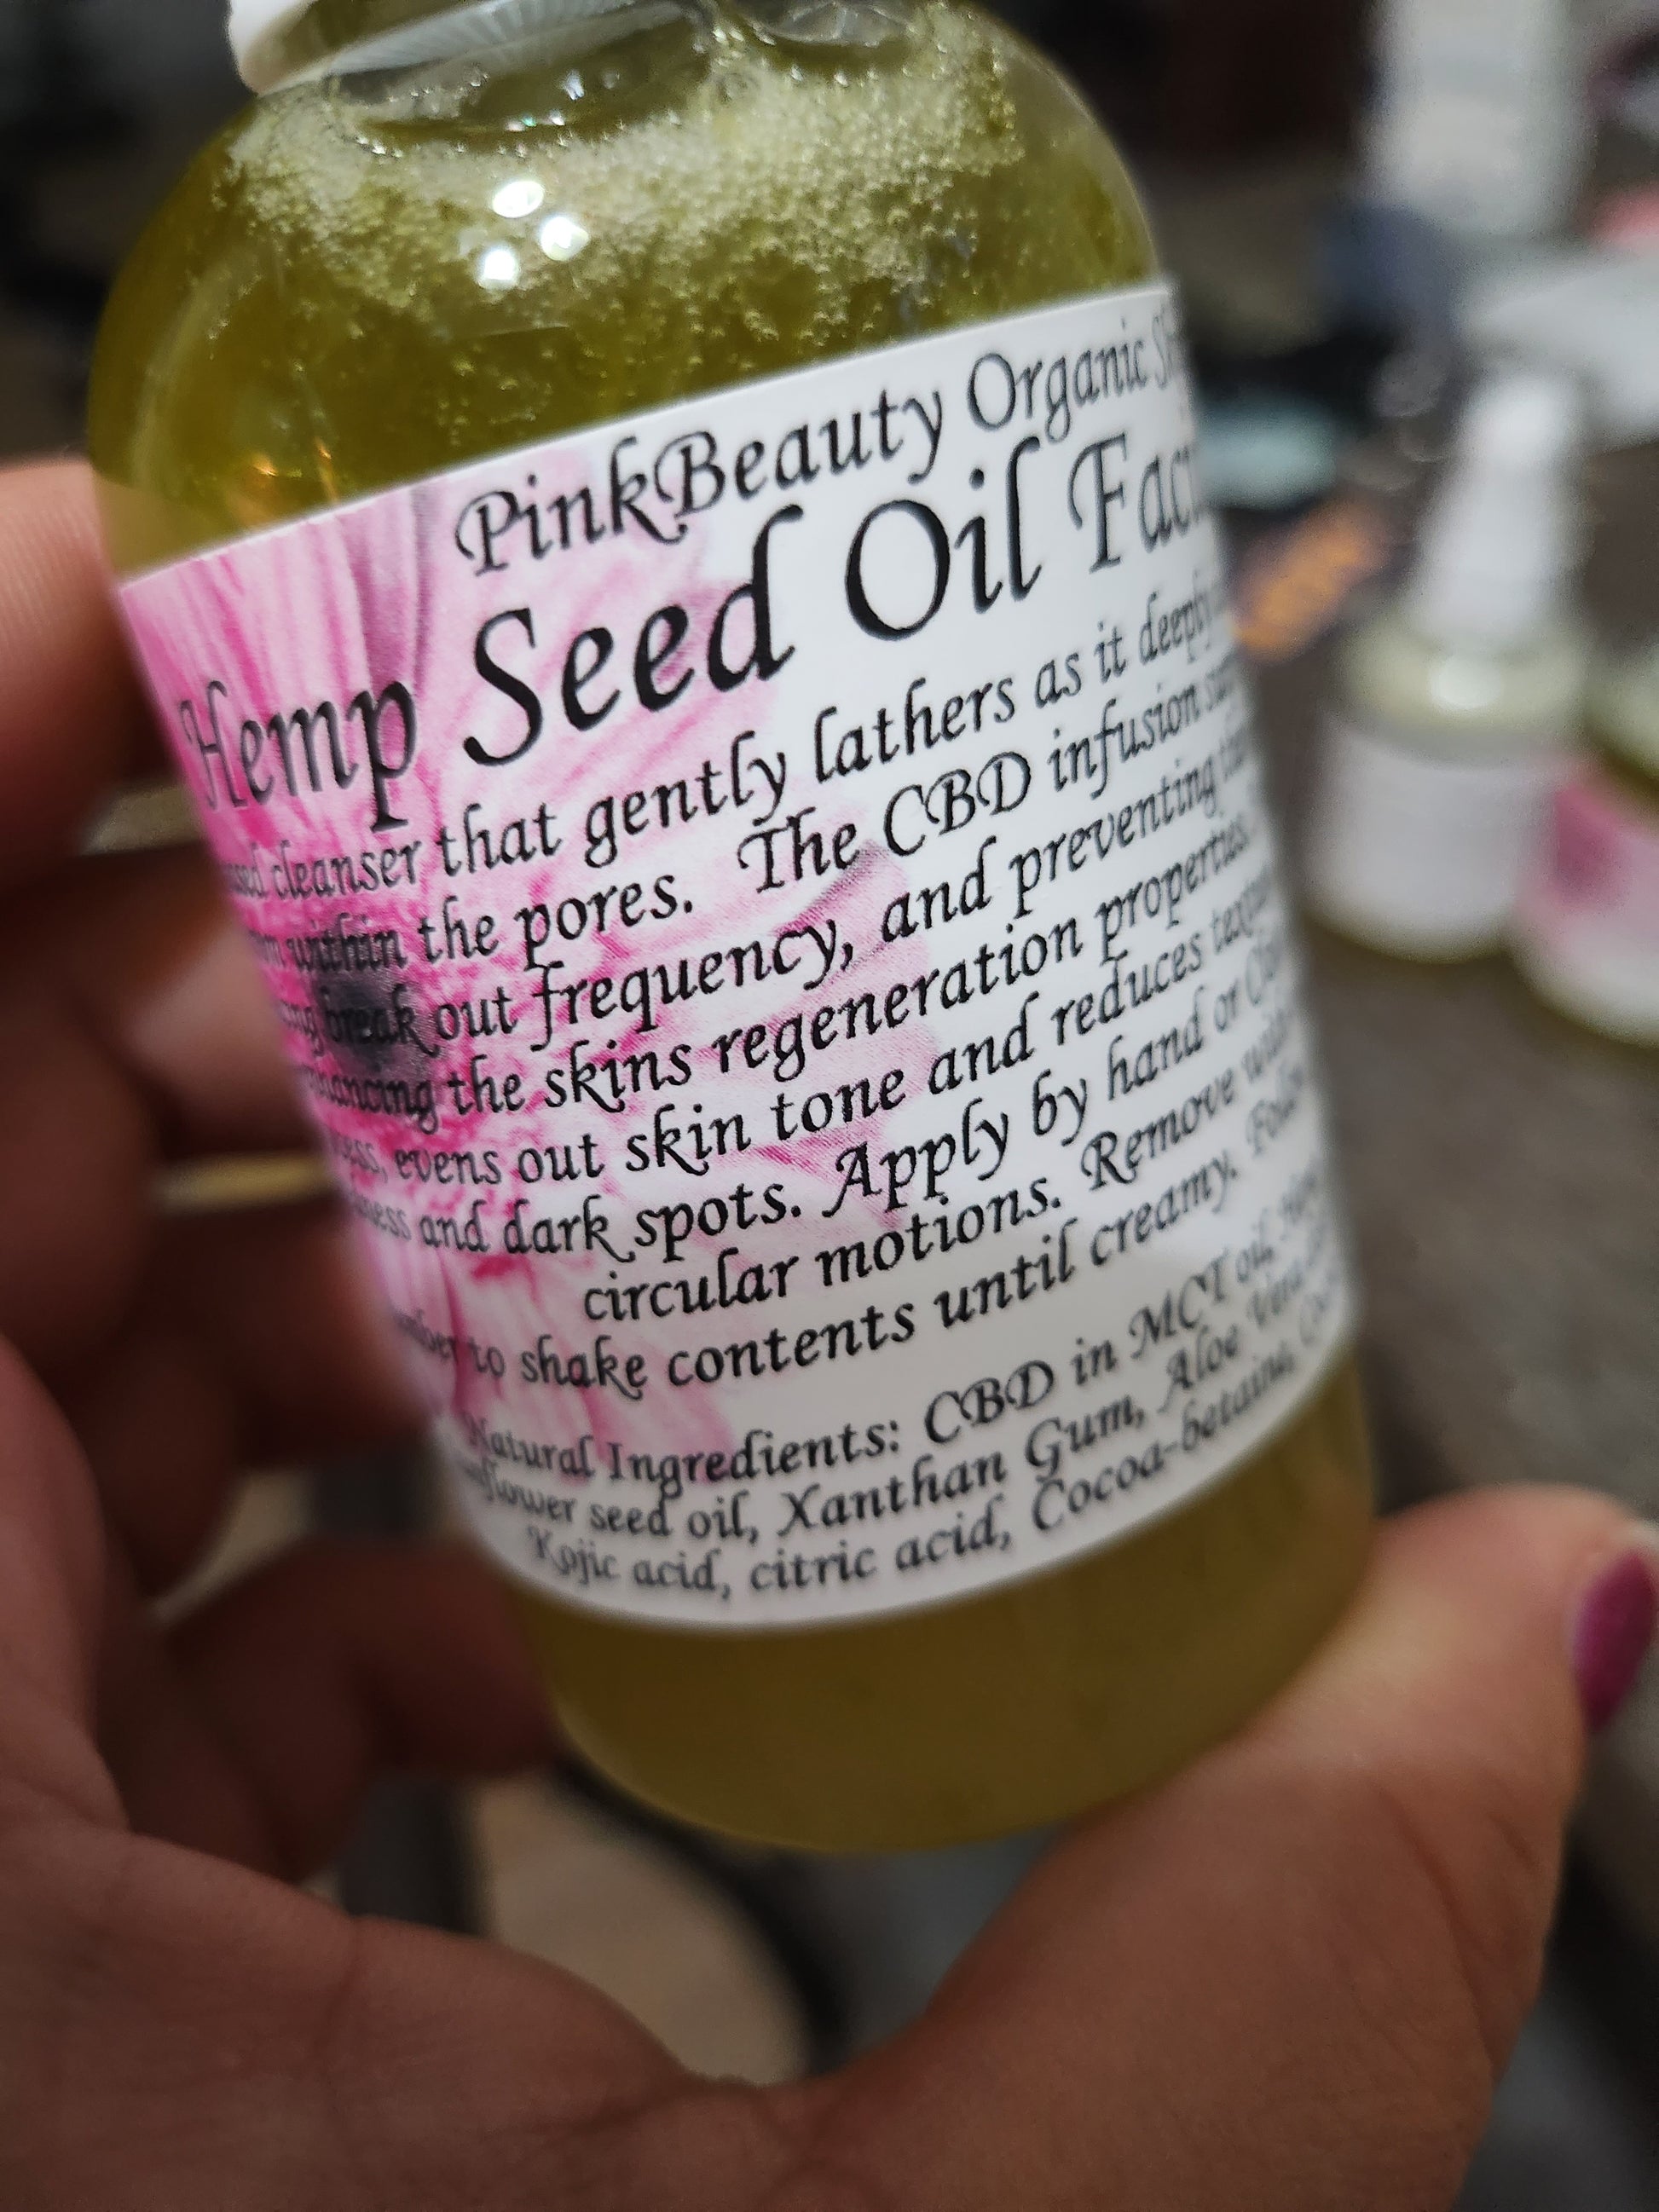 PinkBeauty Organic
Hemp Seed Oil
cleanser that gently lathers as it deeply
within the pores. The CBD infusion
break out frequency, and preventing
the skins regeneration properties.
evens out skin tone and reduces
and dark spots. Apply by hand or
circular motions. Remove
to shake contents until creamy.
Natural Ingredients: CBD in MCT oil,
seed oil, Xanthan Gum, Aloe Vera
Kojic acid, citric acid, Cocoa-betaine,